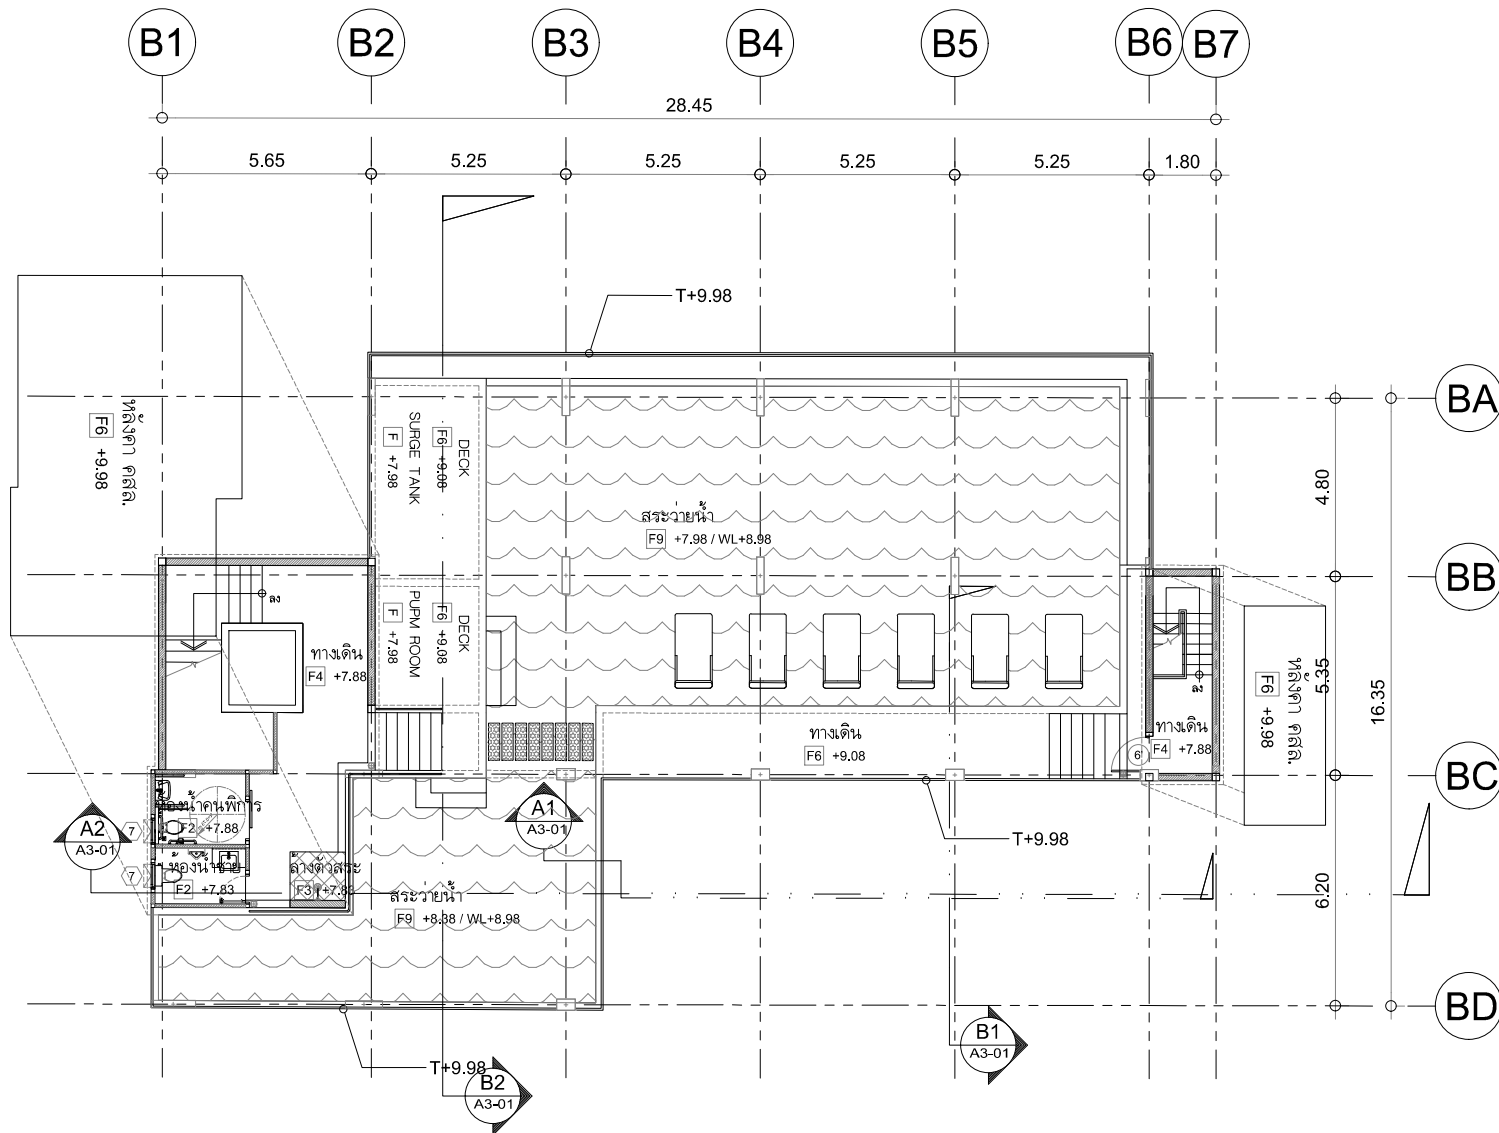 B1
B2
B3
B4
B5
B6
B7
28.45
5.65
5.25
5.25
5.25
5.25
1.80
T+9.98
BA
หลังคา คสล.
F6 +9.98
DECK
F6 +9.08
SURGE TANK
F +7.98
4.80
สระว่ายน้ำ
F9 +7.98 / WL+8.98
BB
ลง
DECK
F6 +9.08
PUPM ROOM
F +7.98
ทางเดิน
F4 +7.88
ลง
หลังคา คสล.
F6 +9.98
5.35
16.35
ทางเดิน
F6 +9.08
ทางเดิน
F4 +7.88
6
BC
ห้องน้ำคนพิการ
F2 +7.88
7
A2
A3-01
A1
A3-01
T+9.98
ห้องน้ำชาย
F2 +7.83
7
ล้างตัวสระ
F3 +7.83
สระว่ายน้ำ
F9 +8.38 / WL+8.98
6.20
BD
T+9.98
B1
A3-01
B2
A3-01